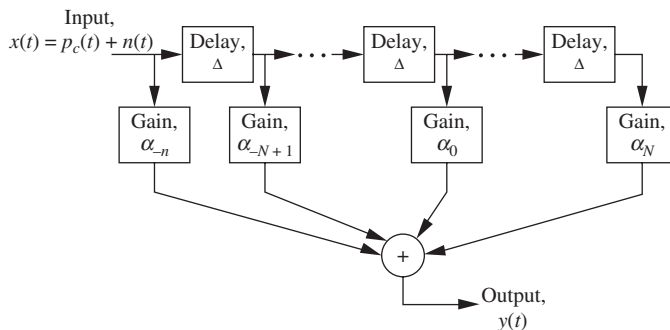 Input,
x(t) = p_c(t) + n(t)
Delay,
Δ
Delay,
Δ
Delay,
Δ
Gain,
α_{-n}
Gain,
α_{-N+1}
Gain,
α_0
Gain,
α_N
+
Output,
y(t)